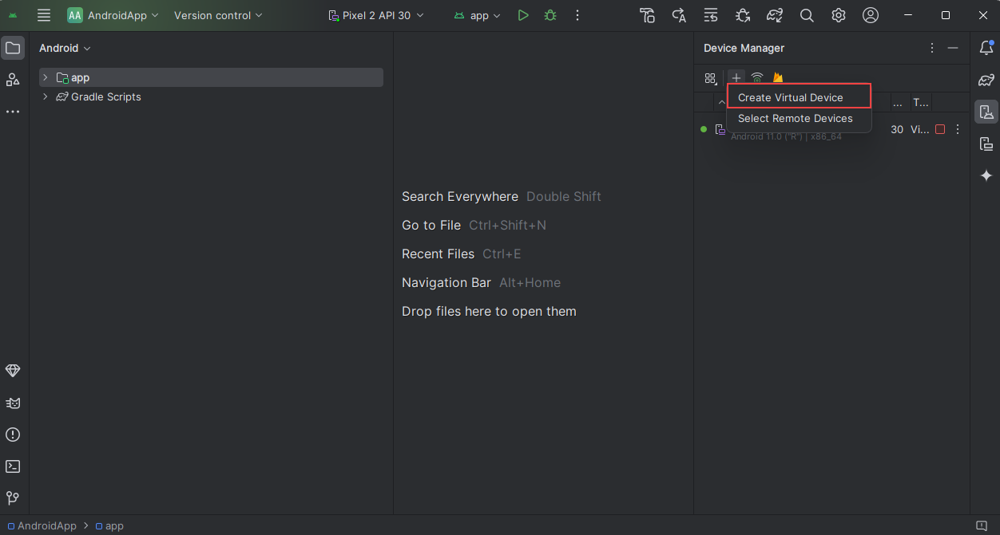 AA AndroidApp Version control Pixel 2 API 30 app
Android
Device Manager
app
Gradle Scripts
Create Virtual Device
... T...
Select Remote Devices
30 Vi...
Android 11.0 ("R") | x86_64
Search Everywhere Double Shift
Go to File Ctrl+Shift+N
Recent Files Ctrl+E
Navigation Bar Alt+Home
Drop files here to open them
AndroidApp > app